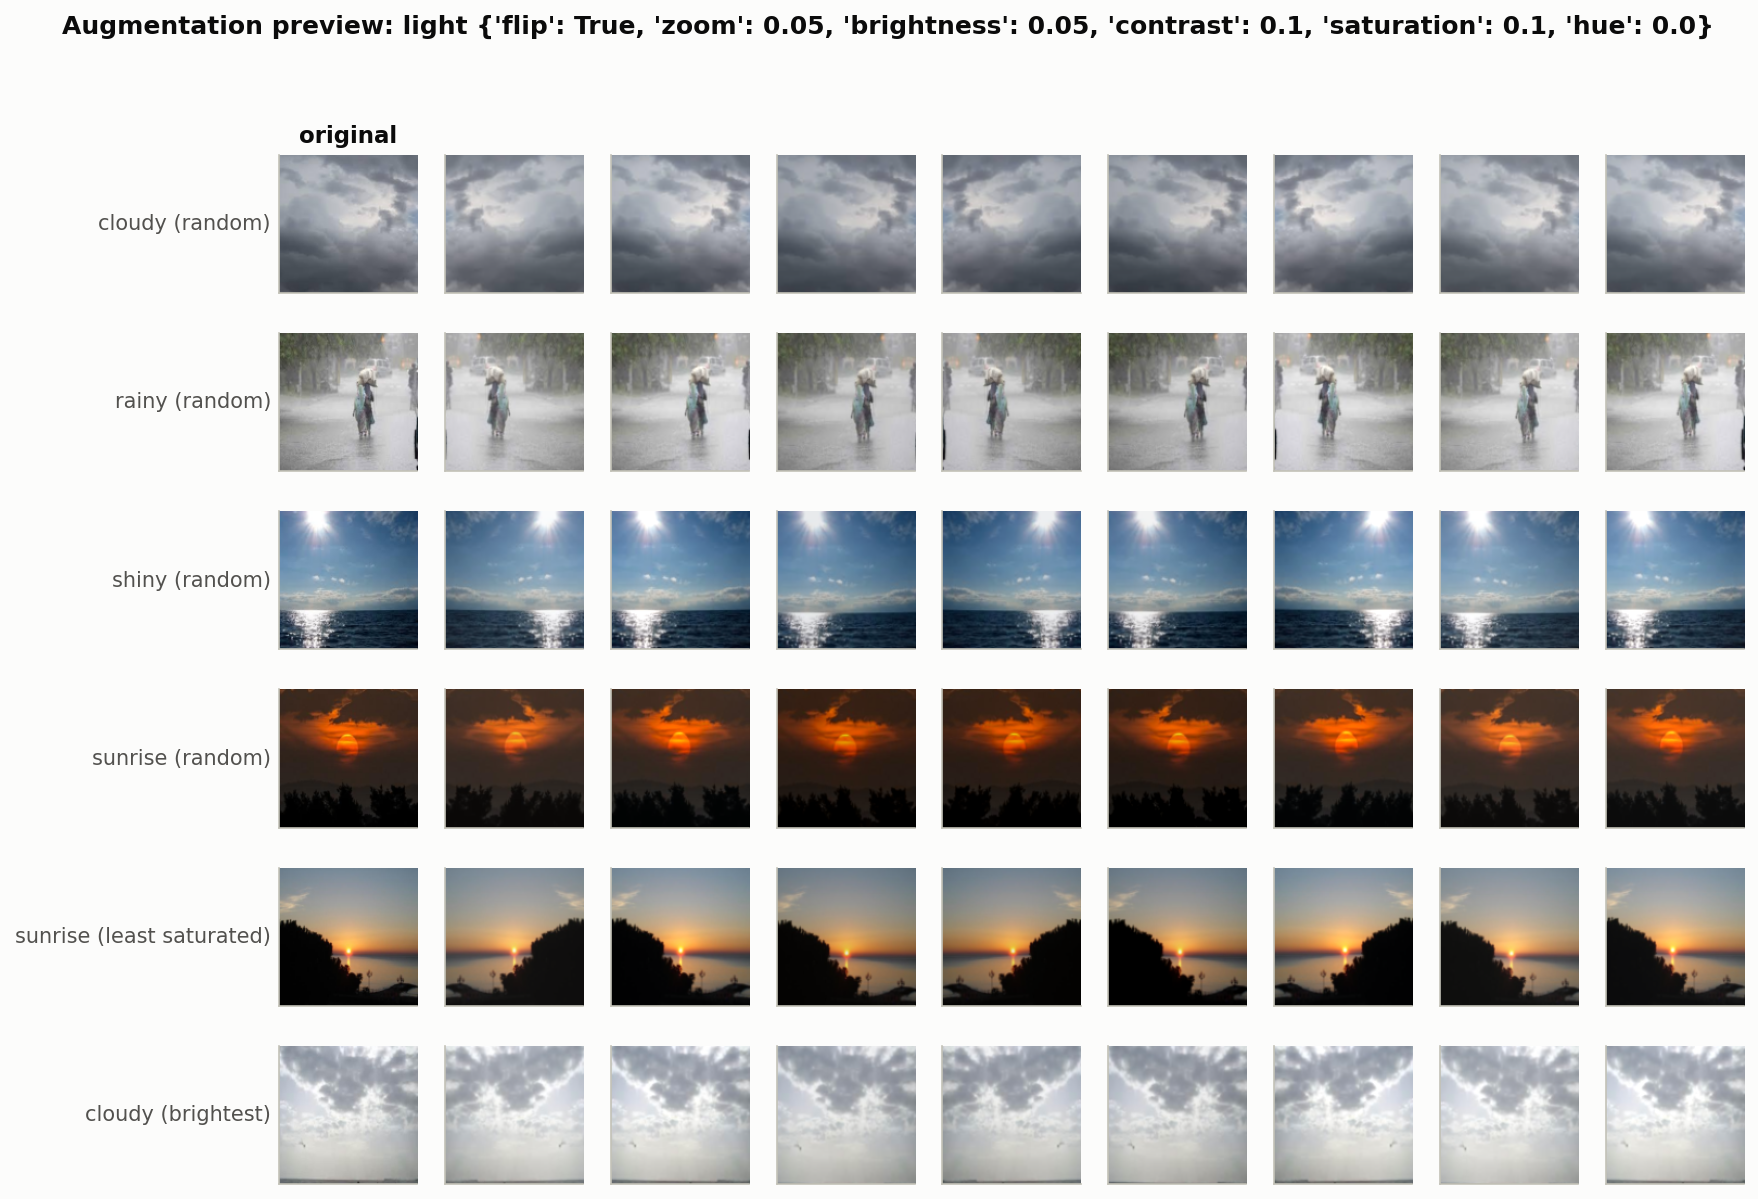 Augmentation preview: light {'flip': True, 'zoom': 0.05, 'brightness': 0.05, 'contrast': 0.1, 'saturation': 0.1, 'hue': 0.0}
original
cloudy (random)
rainy (random)
shiny (random)
sunrise (random)
sunrise (least saturated)
cloudy (brightest)